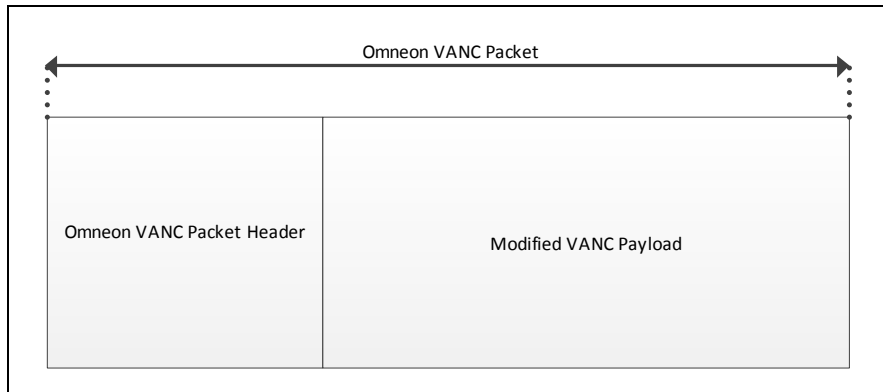 Omneon VANC Packet
Omneon VANC Packet Header
Modified VANC Payload